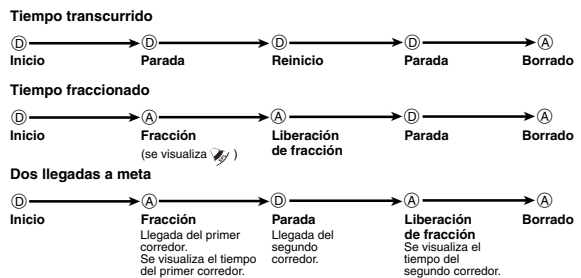 Tiempo transcurrido
Ⓓ Ⓓ Ⓓ Ⓓ Ⓐ
Inicio Parada Reinicio Parada Borrado
Tiempo fraccionado
Ⓓ Ⓐ Ⓐ Ⓓ Ⓐ
Inicio Fracción Liberación Parada Borrado
(se visualiza ) de fracción
Dos llegadas a meta
Ⓓ Ⓐ Ⓓ Ⓐ Ⓐ
Inicio Fracción Parada Liberación Borrado
Llegada del primer Llegada del de fracción
corredor. segundo Se visualiza el
Se visualiza el tiempo corredor. tiempo del
del primer corredor. segundo corredor.